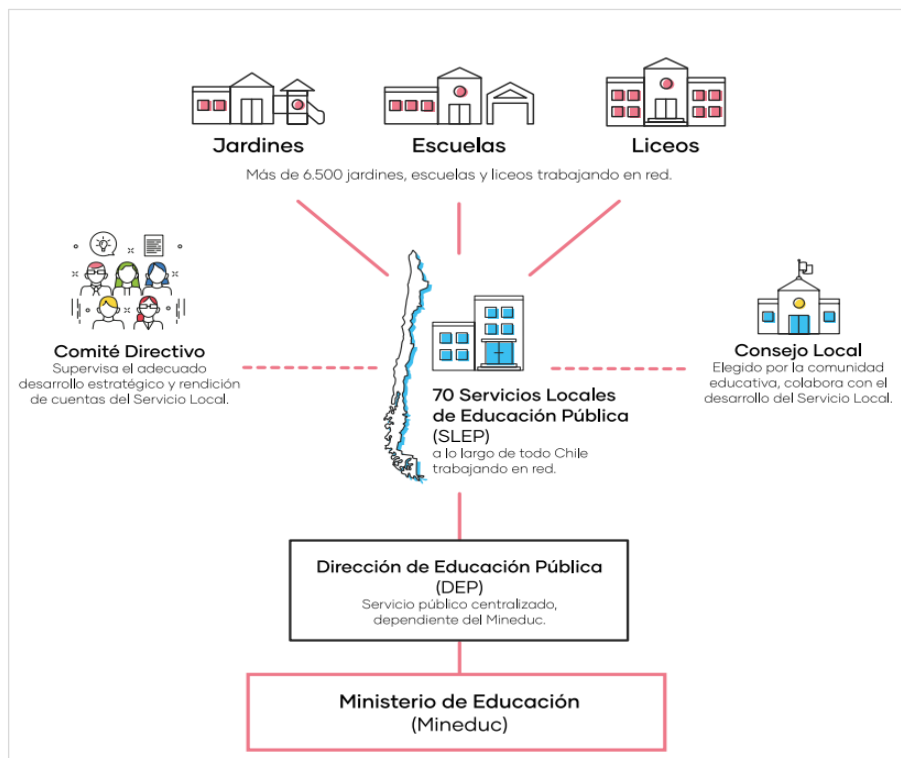 Jardines
Escuelas
Liceos
Más de 6.500 jardines, escuelas y liceos trabajando en red.
Comité Directivo
Supervisa el adecuado
desarrollo estratégico y rendición
de cuentas del Servicio Local.
70 Servicios Locales
de Educación Pública
(SLEP)
a lo largo de todo Chile
trabajando en red.
Consejo Local
Elegido por la comunidad
educativa, colabora con el
desarrollo del Servicio Local.
Dirección de Educación Pública
(DEP)
Servicio público centralizado,
dependiente del Mineduc.
Ministerio de Educación
(Mineduc)